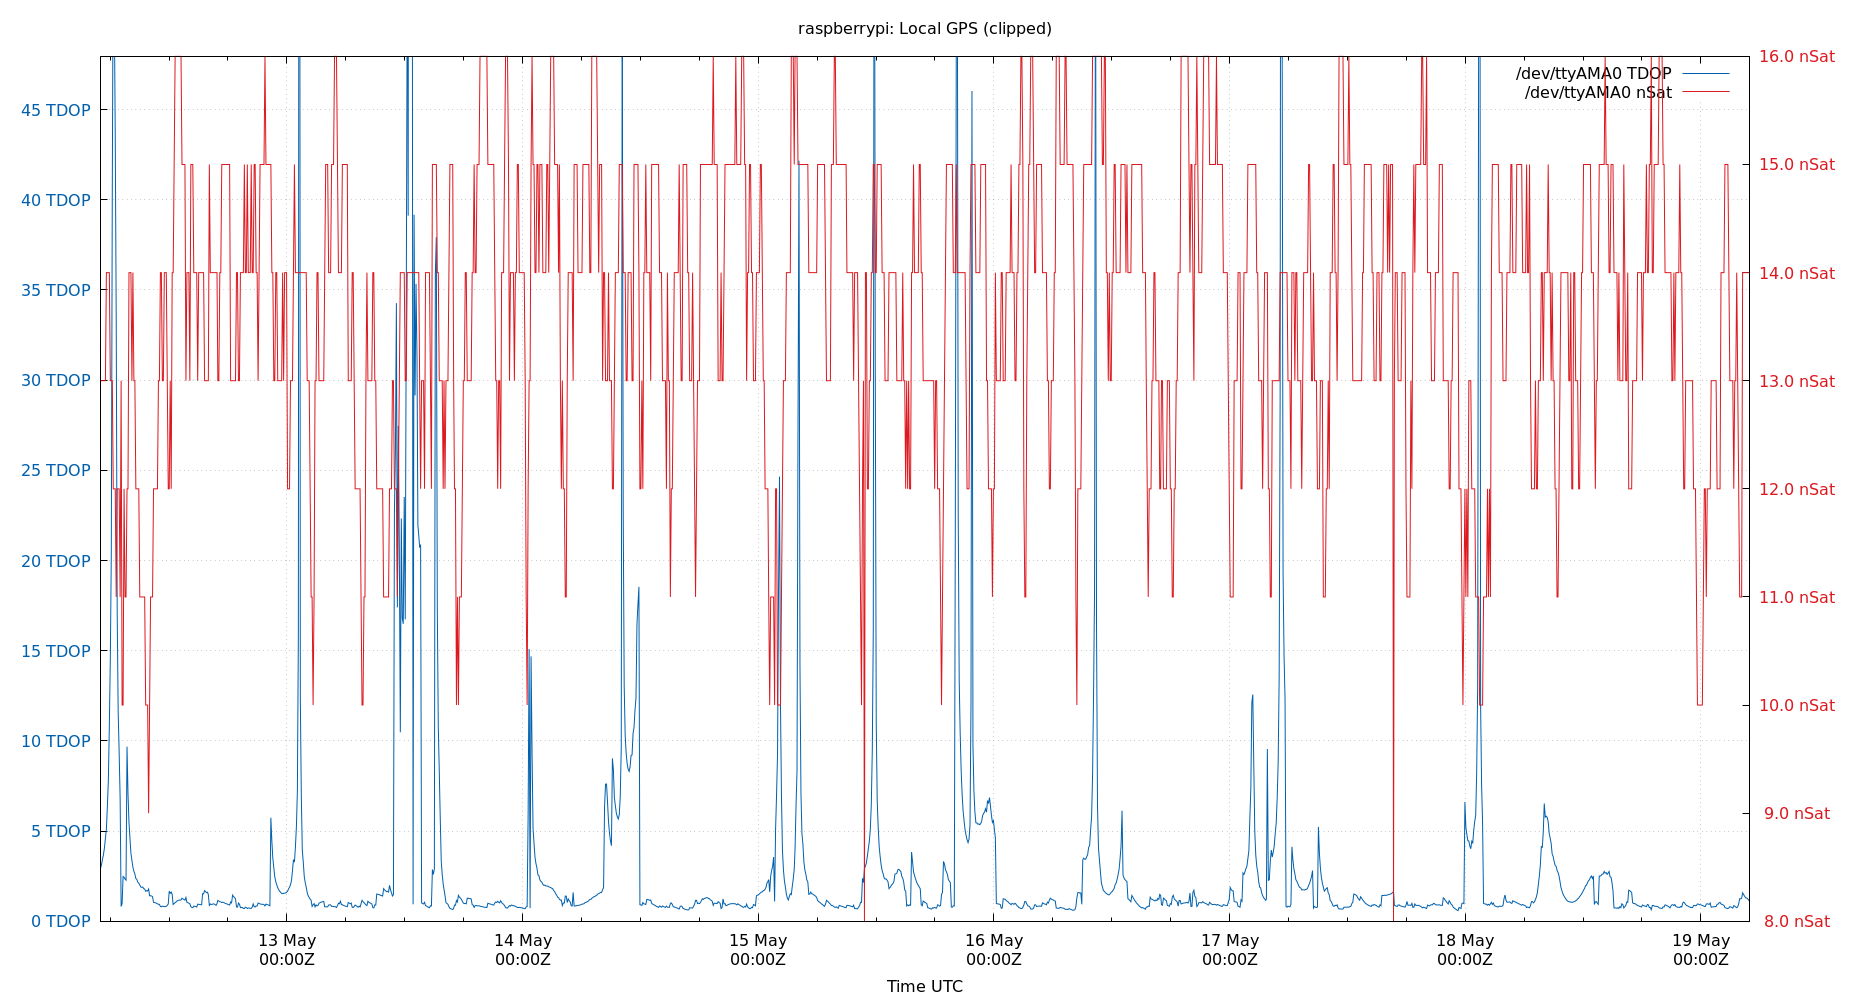 raspberrypi: Local GPS (clipped)
16.0 nSat
/dev/ttyAMA0 TDOP
/dev/ttyAMA0 nSat
45 TDOP
15.0 nSat
40 TDOP
14.0 nSat
35 TDOP
30 TDOP
13.0 nSat
25 TDOP
12.0 nSat
20 TDOP
11.0 nSat
15 TDOP
10.0 nSat
10 TDOP
9.0 nSat
5 TDOP
0 TDOP
8.0 nSat
13 May 14 May 15 May 16 May 17 May 18 May 19 May
00:00Z 00:00Z 00:00Z 00:00Z 00:00Z 00:00Z 00:00Z
Time UTC